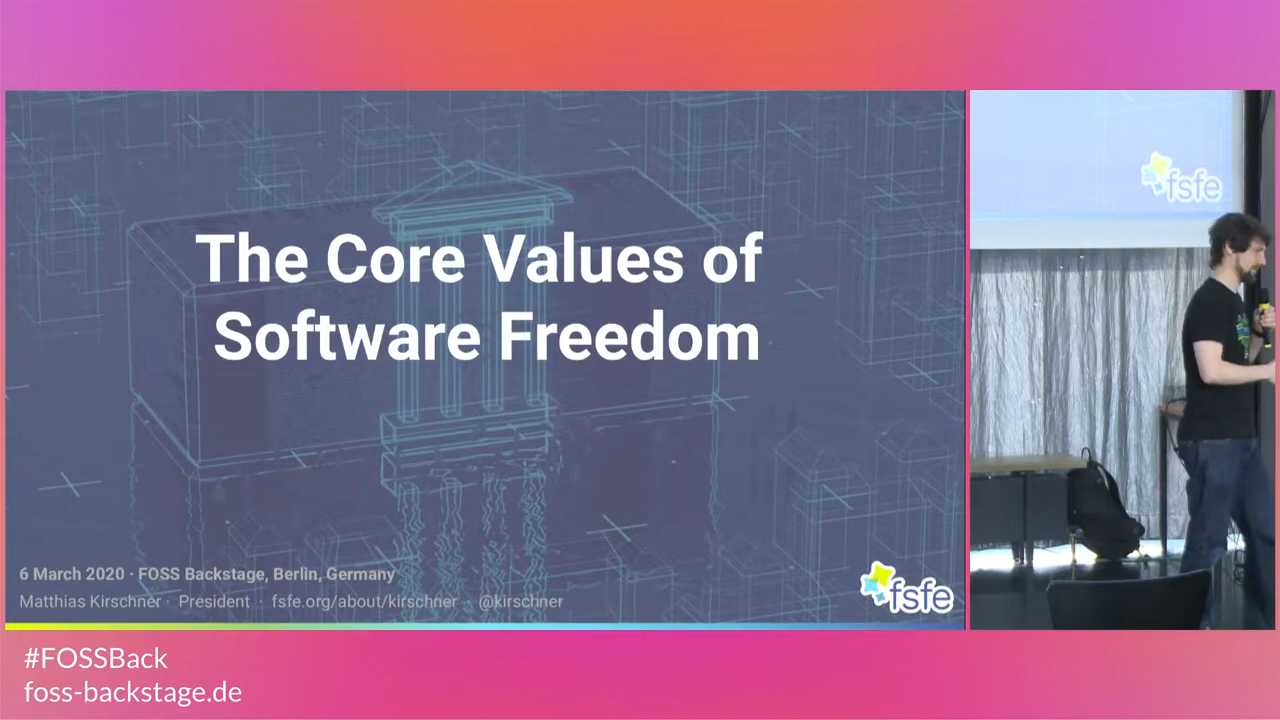 The Core Values of
Software Freedom
6 March 2020 · FOSS Backstage, Berlin, Germany
Matthias Kirschner · President · fsfe.org/about/kirschner · @kirschner
fsfe
fsfe
#FOSSBack
foss-backstage.de